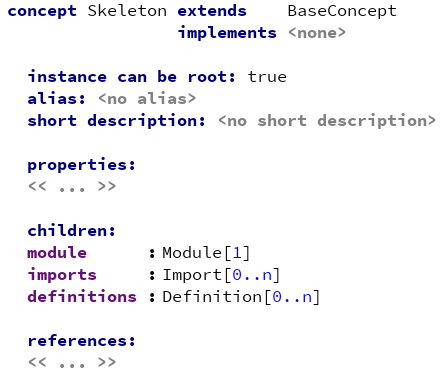 concept Skeleton extends BaseConcept
implements <none>
instance can be root: true
alias: <no alias>
short description: <no short description>
properties:
<< ... >>
children:
module : Module[1]
imports : Import[0..n]
definitions : Definition[0..n]
references:
<< ... >>